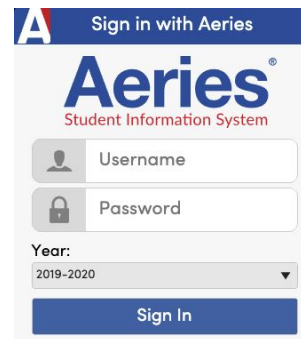 Sign in with Aeries
Aeries®
Student Information System
Username
Password
Year:
2019-2020
Sign In